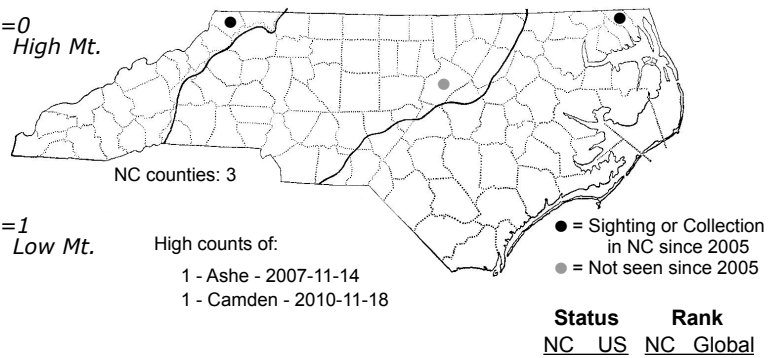 =0
High Mt.
NC counties: 3
=1
Low Mt.
High counts of:
1 - Ashe - 2007-11-14
1 - Camden - 2010-11-18
● = Sighting or Collection
in NC since 2005
● = Not seen since 2005
Status Rank
NC US NC Global